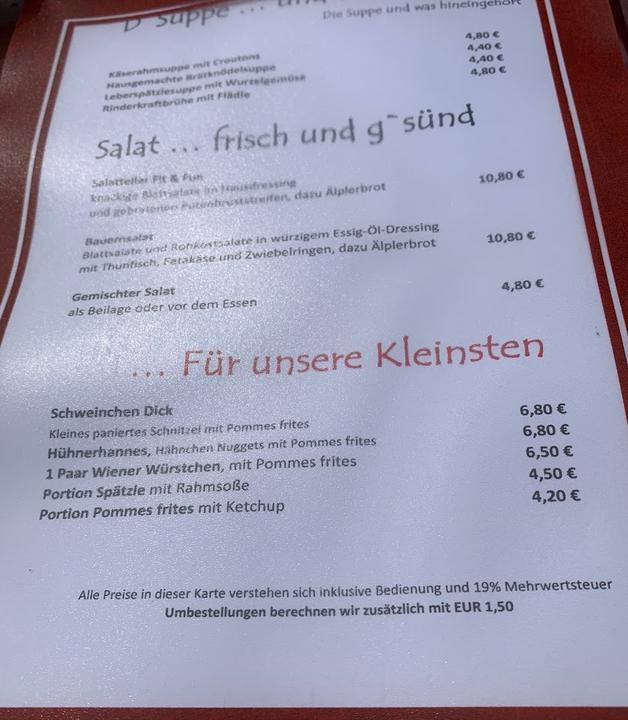 D' Suppe ... und
Die Suppe und was hineingehört
Käserahmsuppe mit Croutons 4,80 €
Hausgemachte Brätknödelsuppe 4,40 €
Leberspätzlesuppe mit Wurzelgemüse 4,40 €
Rinderkraftbrühe mit Flädle 4,80 €
Salat ... frisch und g~sünd
Salatteller Fit & Fun
knackige Blattsalate im Hausdressing
und gebratenen Putenbruststreifen, dazu Älplerbrot 10,80 €
Bauernsalat
Blattsalate und Rohkostsalate in würzigem Essig-Öl-Dressing
mit Thunfisch, Fetakäse und Zwiebelringen, dazu Älplerbrot 10,80 €
Gemischter Salat
als Beilage oder vor dem Essen 4,80 €
... Für unsere Kleinsten
Schweinchen Dick 6,80 €
Kleines paniertes Schnitzel mit Pommes frites
Hühnerhannes, Hähnchen Nuggets mit Pommes frites 6,80 €
1 Paar Wiener Würstchen, mit Pommes frites 6,50 €
Portion Spätzle mit Rahmsoße 4,50 €
Portion Pommes frites mit Ketchup 4,20 €
Alle Preise in dieser Karte verstehen sich inklusive Bedienung und 19% Mehrwertsteuer
Umbestellungen berechnen wir zusätzlich mit EUR 1,50